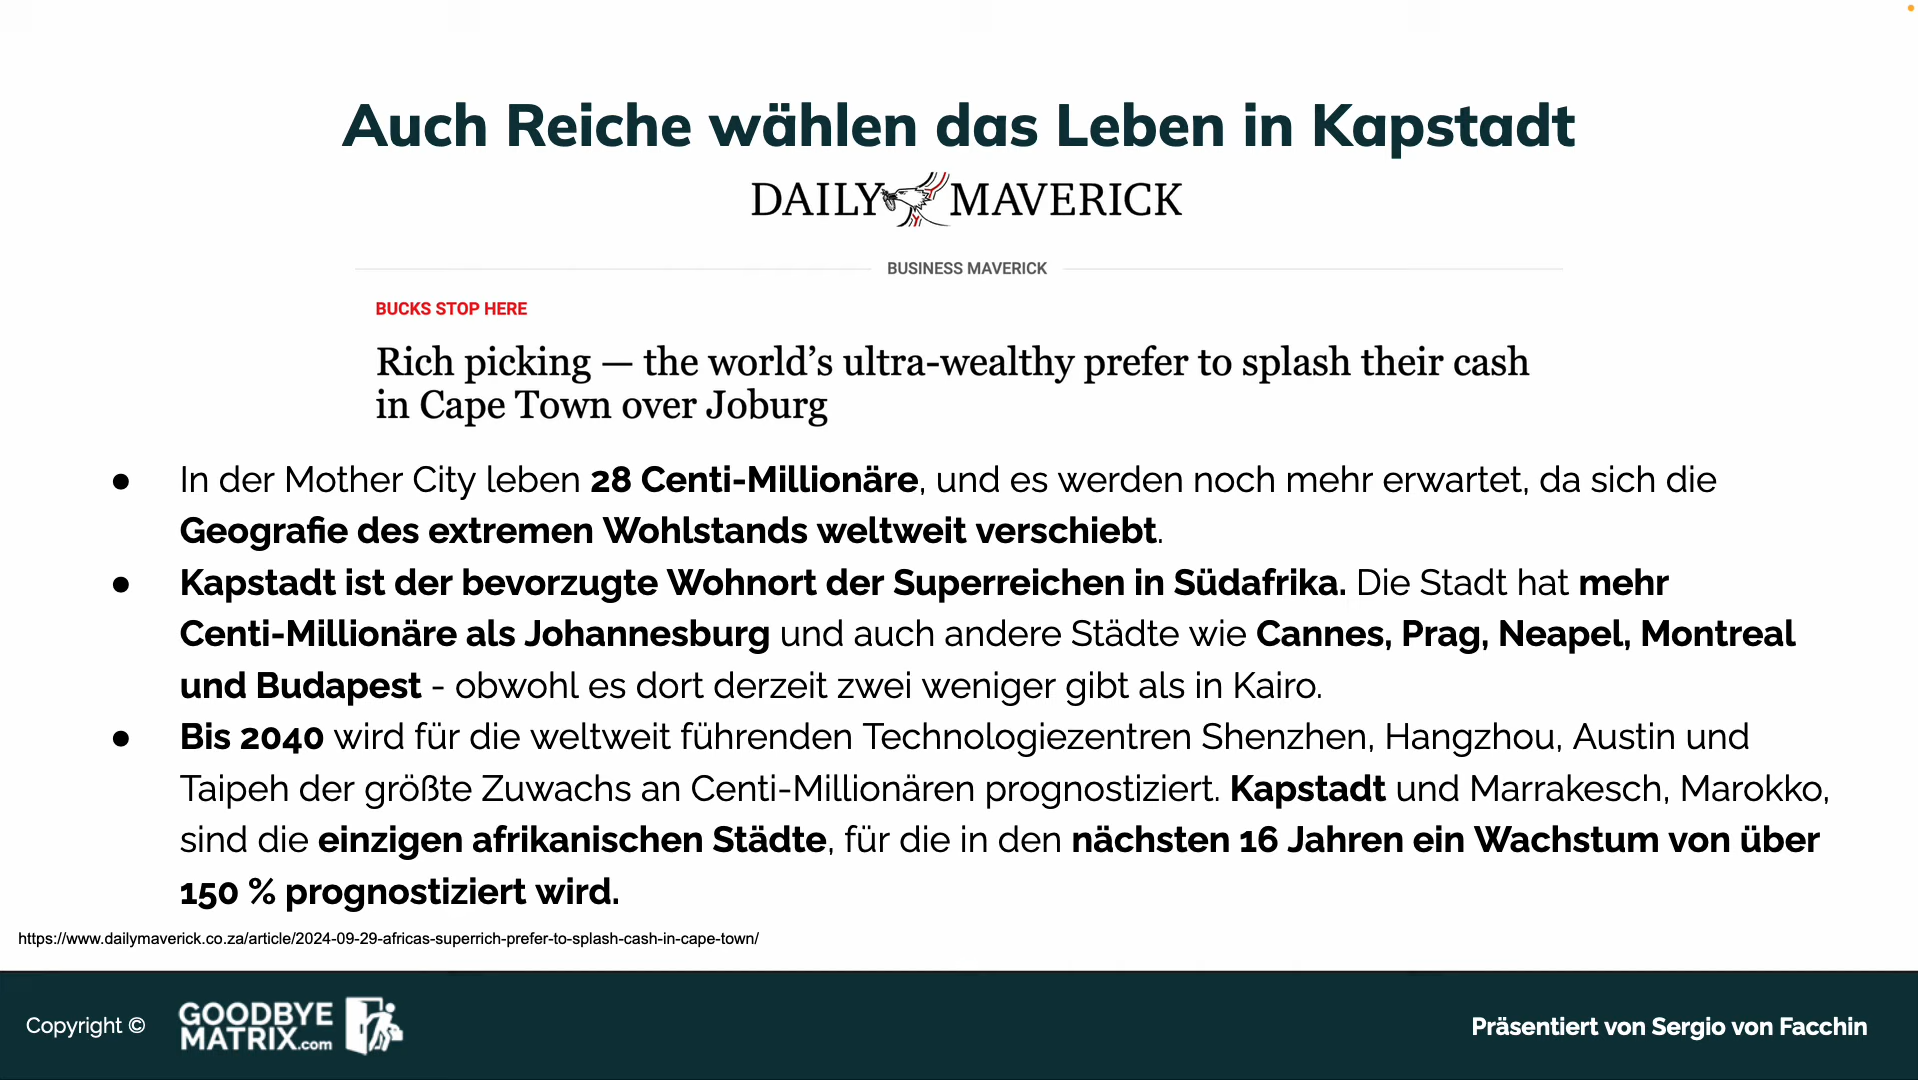 Auch Reiche wählen das Leben in Kapstadt
DAILY MAVERICK
BUSINESS MAVERICK
BUCKS STOP HERE
Rich picking — the world’s ultra-wealthy prefer to splash their cash
in Cape Town over Joburg
● In der Mother City leben 28 Centi-Millionäre, und es werden noch mehr erwartet, da sich die
Geografie des extremen Wohlstands weltweit verschiebt.
● Kapstadt ist der bevorzugte Wohnort der Superreichen in Südafrika. Die Stadt hat mehr
Centi-Millionäre als Johannesburg und auch andere Städte wie Cannes, Prag, Neapel, Montreal
und Budapest - obwohl es dort derzeit zwei weniger gibt als in Kairo.
● Bis 2040 wird für die weltweit führenden Technologiezentren Shenzhen, Hangzhou, Austin und
Taipeh der größte Zuwachs an Centi-Millionären prognostiziert. Kapstadt und Marrakesch, Marokko,
sind die einzigen afrikanischen Städte, für die in den nächsten 16 Jahren ein Wachstum von über
150 % prognostiziert wird.
https://www.dailymaverick.co.za/article/2024-09-29-africas-superrich-prefer-to-splash-cash-in-cape-town/
Copyright ©
GOODBYE
MATRIX.com
Präsentiert von Sergio von Facchin